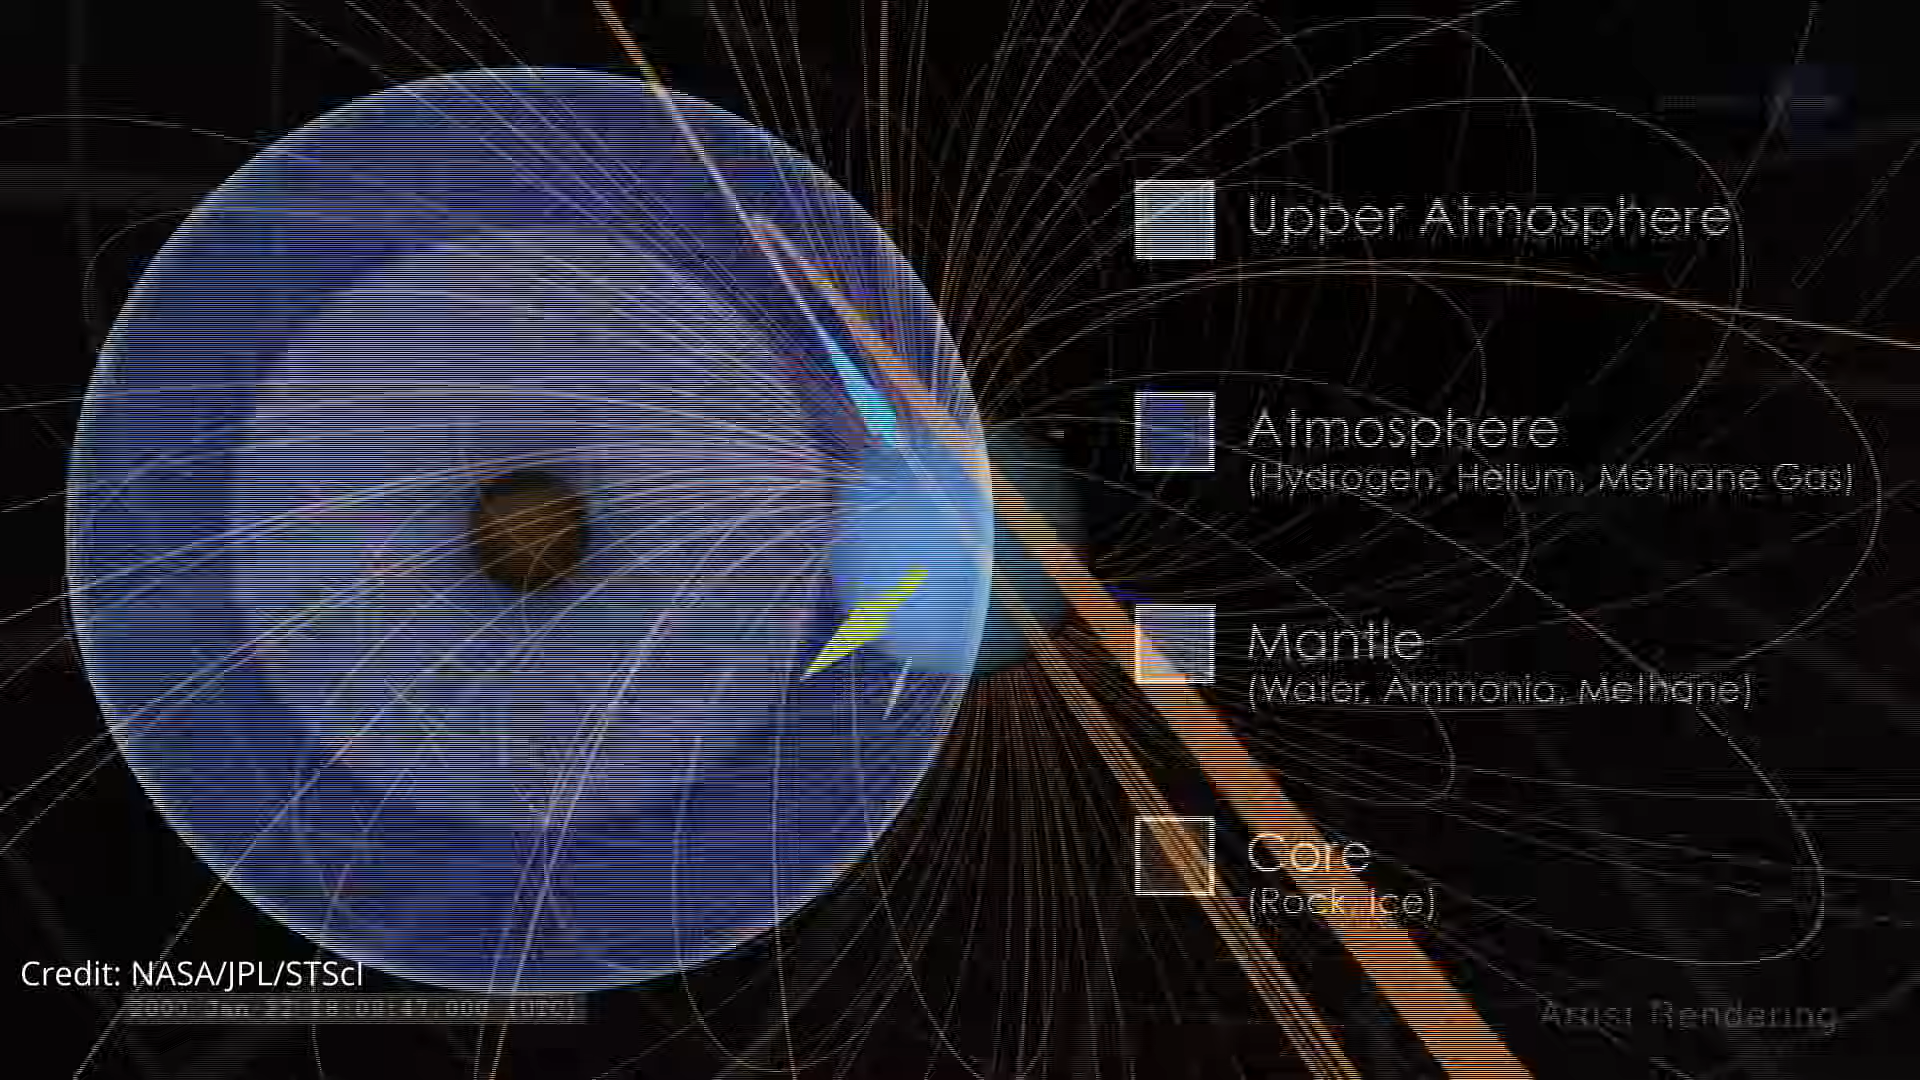 Upper Atmosphere
Atmosphere
(Hydrogen, Helium, Methane Gas)
Mantle
(Water, Ammonia, Methane)
Core
(Rock, Ice)
Credit: NASA/JPL/STScI
Artist Rendering